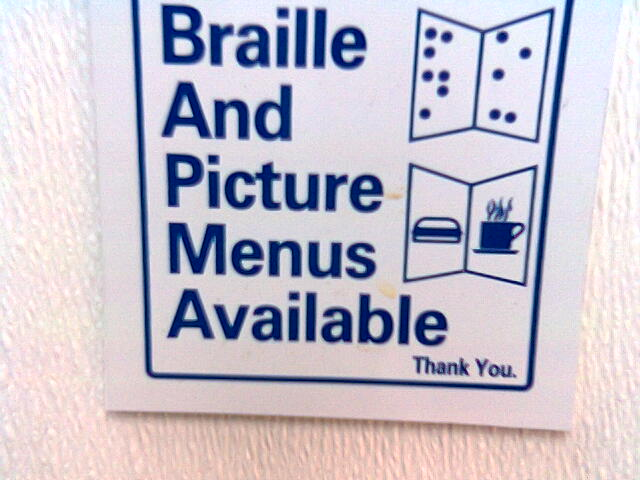 Braille
And
Picture
Menus
Available
Thank You.